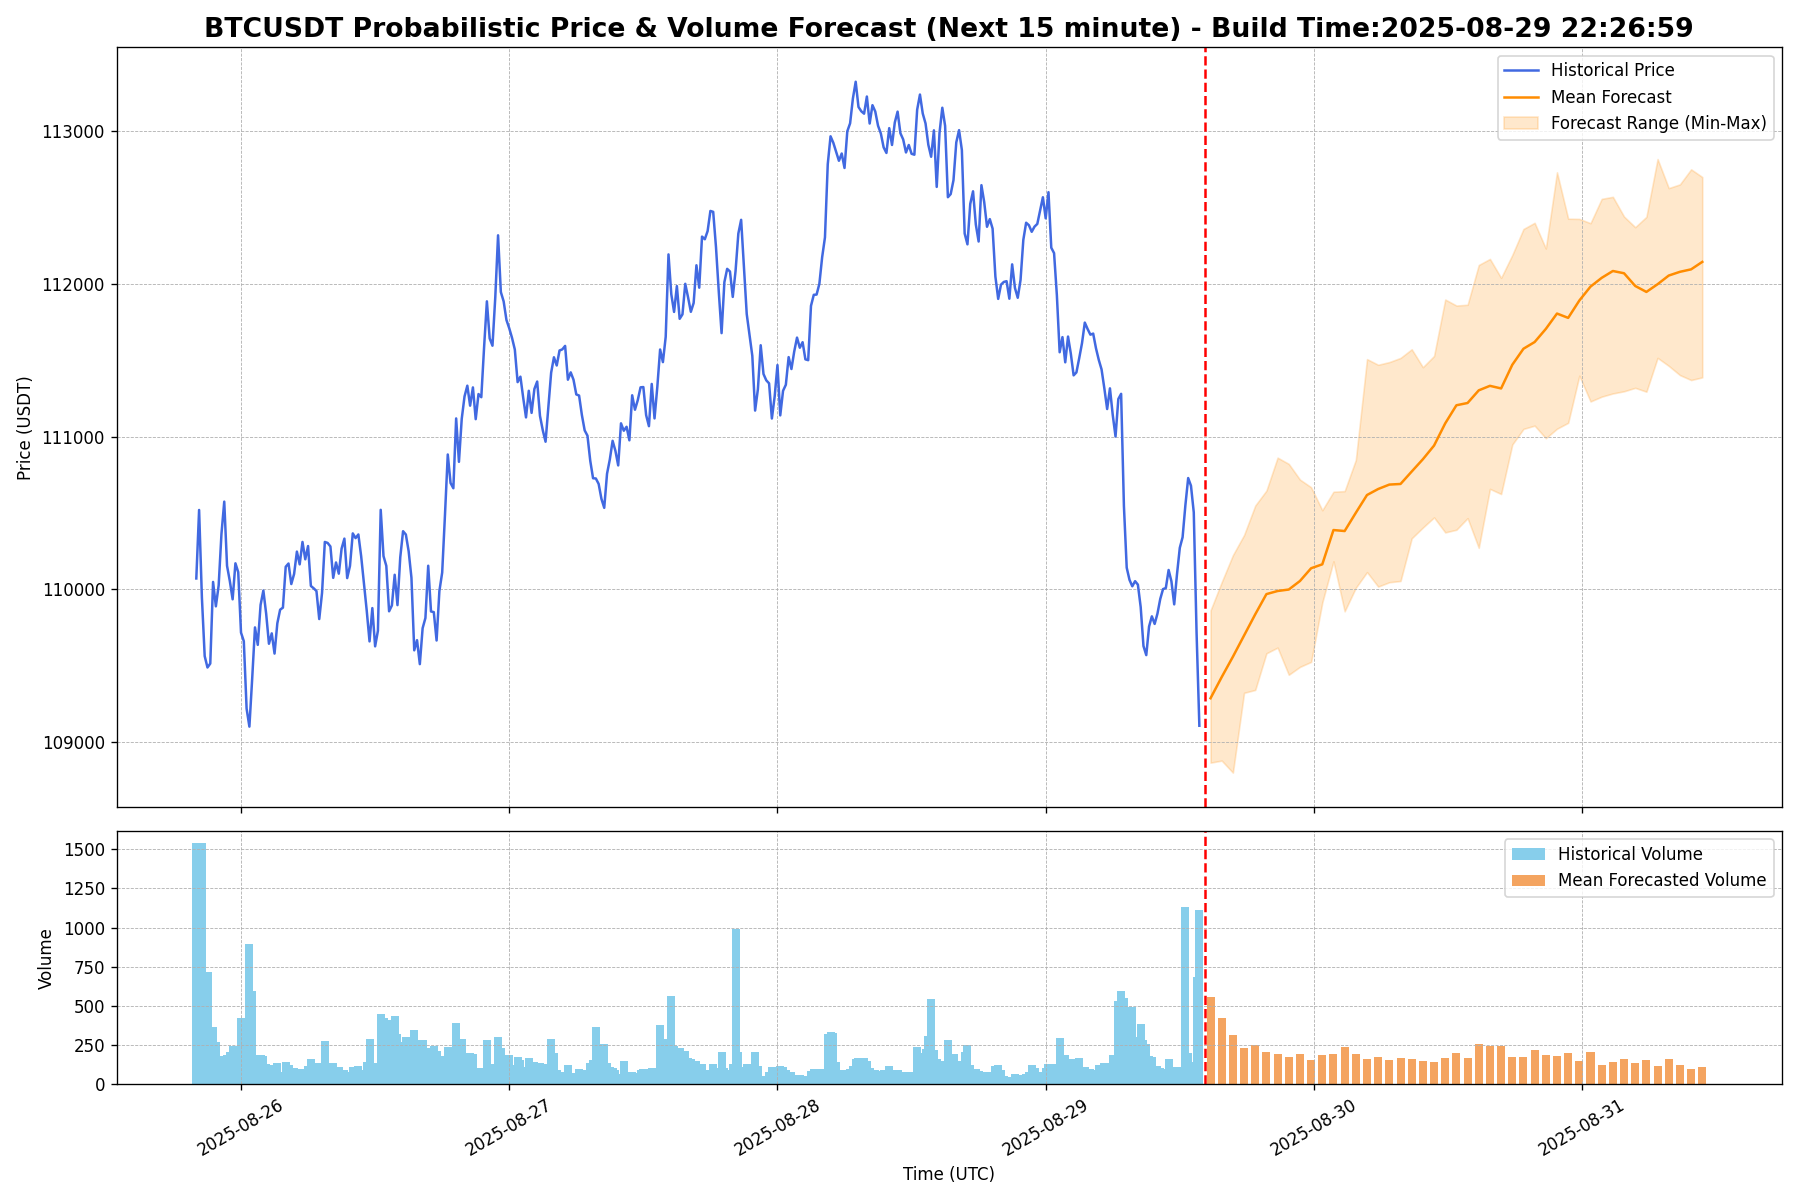 BTCUSDT Probabilistic Price & Volume Forecast (Next 15 minute) - Build Time:2025-08-29 22:26:59
Historical Price
Mean Forecast
Forecast Range (Min-Max)
Price (USDT)
113000
112000
111000
110000
109000
Historical Volume
Mean Forecasted Volume
Volume
1500
1250
1000
750
500
250
0
2025-08-26
2025-08-27
2025-08-28
2025-08-29
2025-08-30
2025-08-31
Time (UTC)